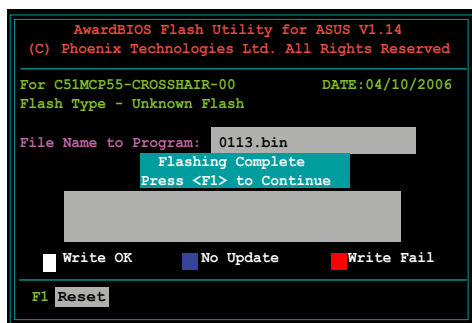 AwardBIOS Flash Utility for ASUS V1.14
(C) Phoenix Technologies Ltd. All Rights Reserved
For C51MCP55-CROSSHAIR-00 DATE:04/10/2006
Flash Type - Unknown Flash
File Name to Program: 0113.bin
Flashing Complete
Press <F1> to Continue
Write OK No Update Write Fail
F1 Reset